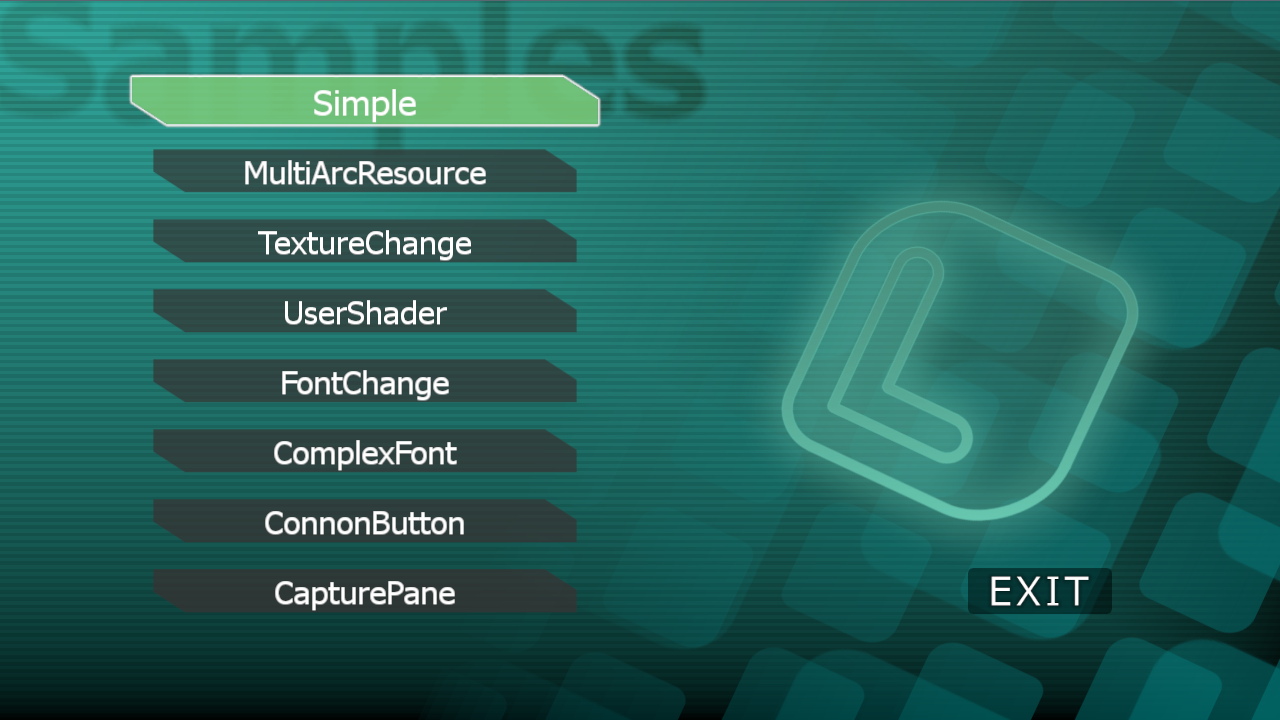 Samples
Simple
MultiArcResource
TextureChange
UserShader
FontChange
ComplexFont
ConnonButton
CapturePane
L
EXIT